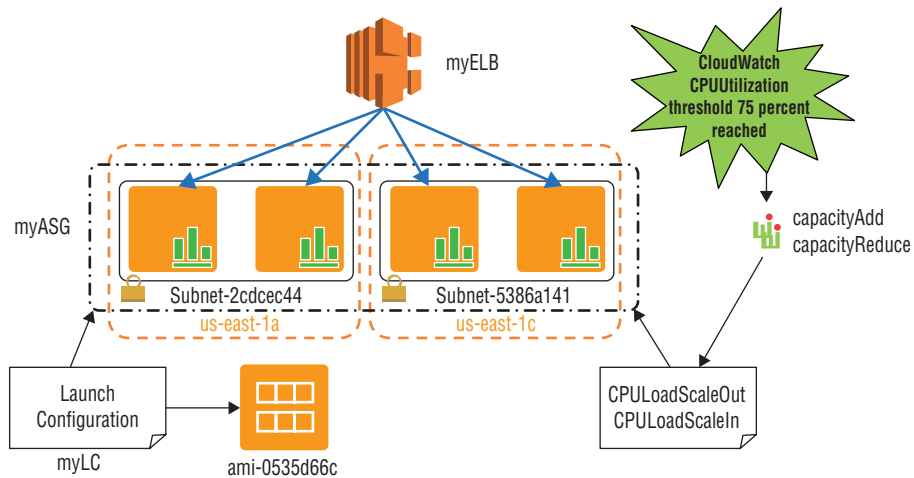 myELB
CloudWatch
CPUUtilization
threshold 75 percent
reached
myASG
capacityAdd
capacityReduce
Subnet-2cdcec44
Subnet-5386a141
us-east-1a
us-east-1c
Launch
Configuration
myLC
ami-0535d66c
CPULoadScaleOut
CPULoadScaleIn